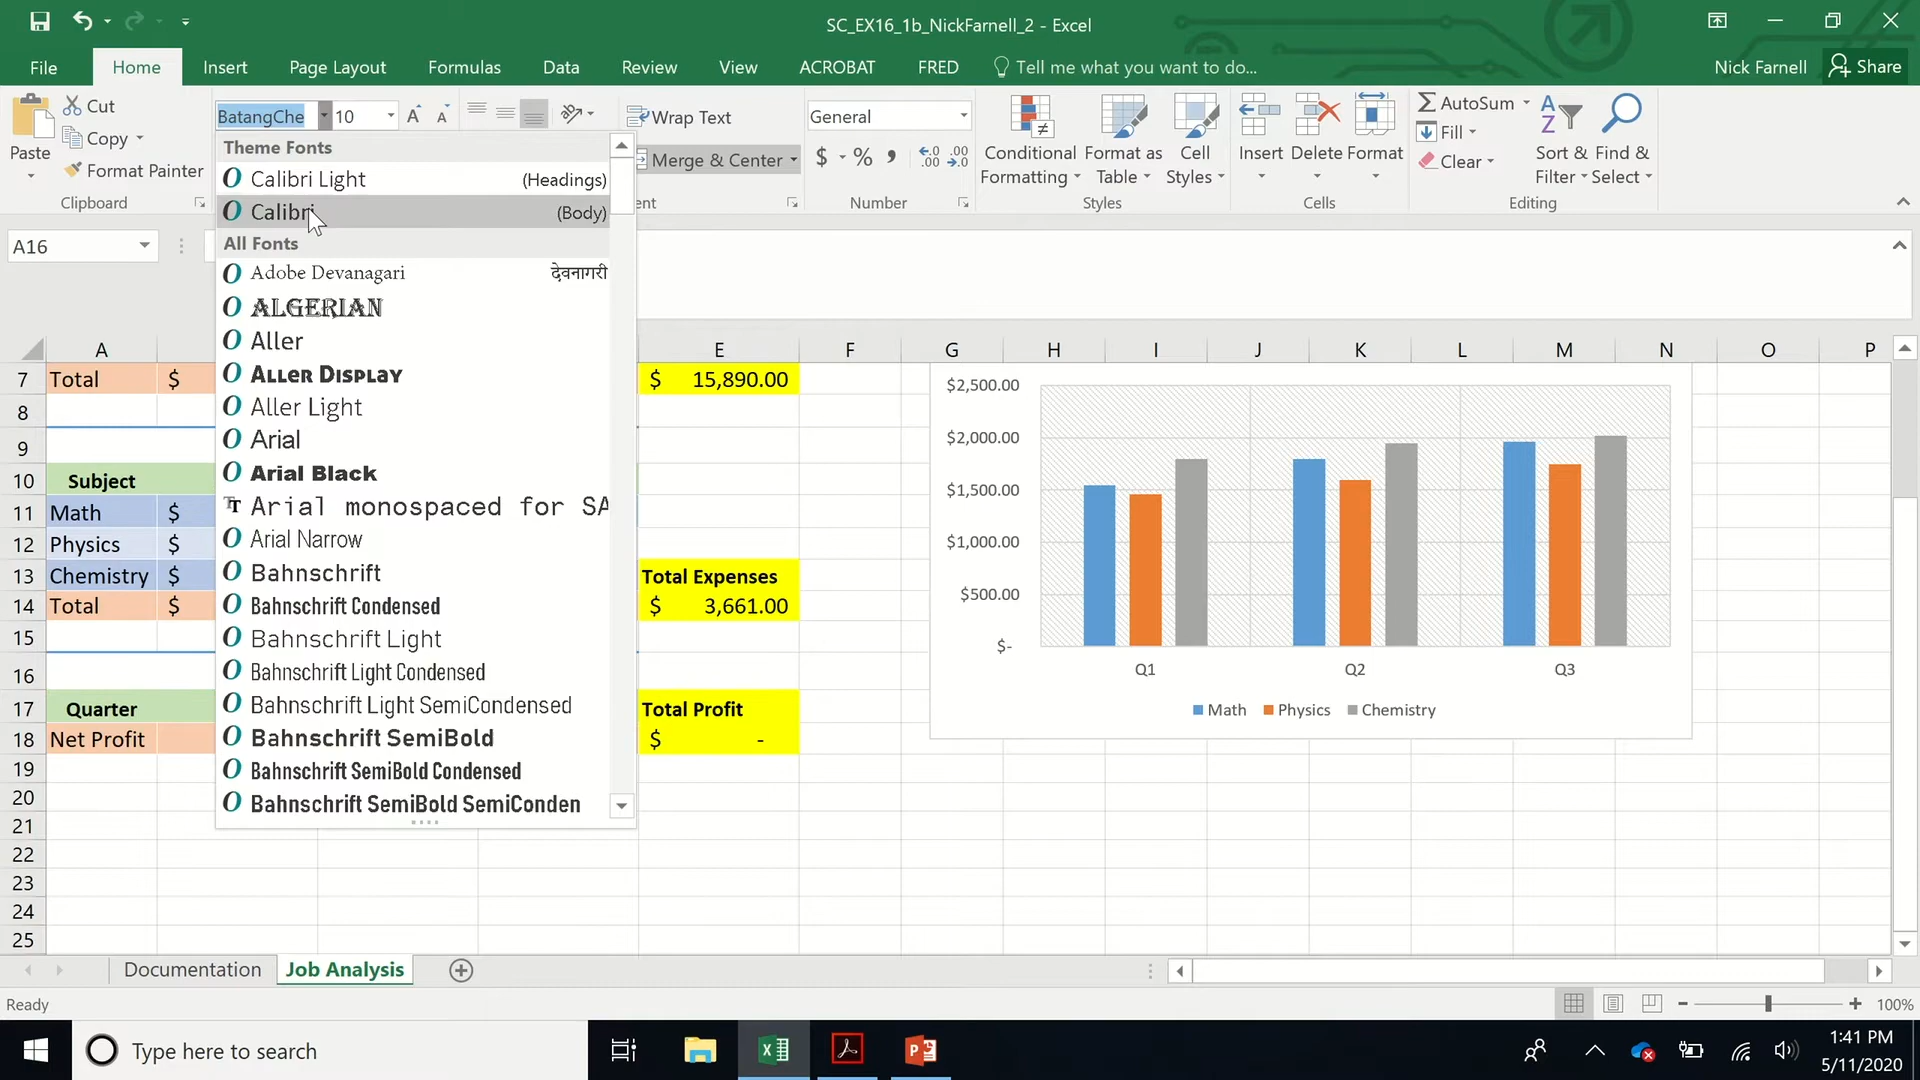 SC_EX16_1b_NickFarnell_2 - Excel
File Home Insert Page Layout Formulas Data Review View ACROBAT FRED Tell me what you want to do... Nick Farnell Share
Paste
Cut
Copy
Format Painter
Clipboard
BatangChe 10
Wrap Text
Merge & Center
General
$ % ,
Number
Conditional Formatting
Format as Table
Cell Styles
Styles
Insert Delete Format
Cells
AutoSum
Fill
Clear
Sort & Filter
Find & Select
Editing
Theme Fonts
Calibri Light (Headings)
Calibri (Body)
All Fonts
Adobe Devanagari देवनागरी
ALGERIAN
Aller
Aller Display
Aller Light
Arial
Arial Black
Arial monospaced for SA
Arial Narrow
Bahnschrift
Bahnschrift Condensed
Bahnschrift Light
Bahnschrift Light Condensed
Bahnschrift Light SemiCondensed
Bahnschrift SemiBold
Bahnschrift SemiBold Condensed
Bahnschrift SemiBold SemiConden
A16
A E F G H I J K L M N O P
7 Total $ $ 15,890.00
8
9
10 Subject
11 Math $
12 Physics $
13 Chemistry $ Total Expenses
14 Total $ $ 3,661.00
15
16
17 Quarter Total Profit
18 Net Profit $ -
19
20
21
22
23
24
25
$2,500.00
$2,000.00
$1,500.00
$1,000.00
$500.00
$-
Q1 Q2 Q3
Math Physics Chemistry
Documentation Job Analysis
Ready
100%
Type here to search
1:41 PM
5/11/2020